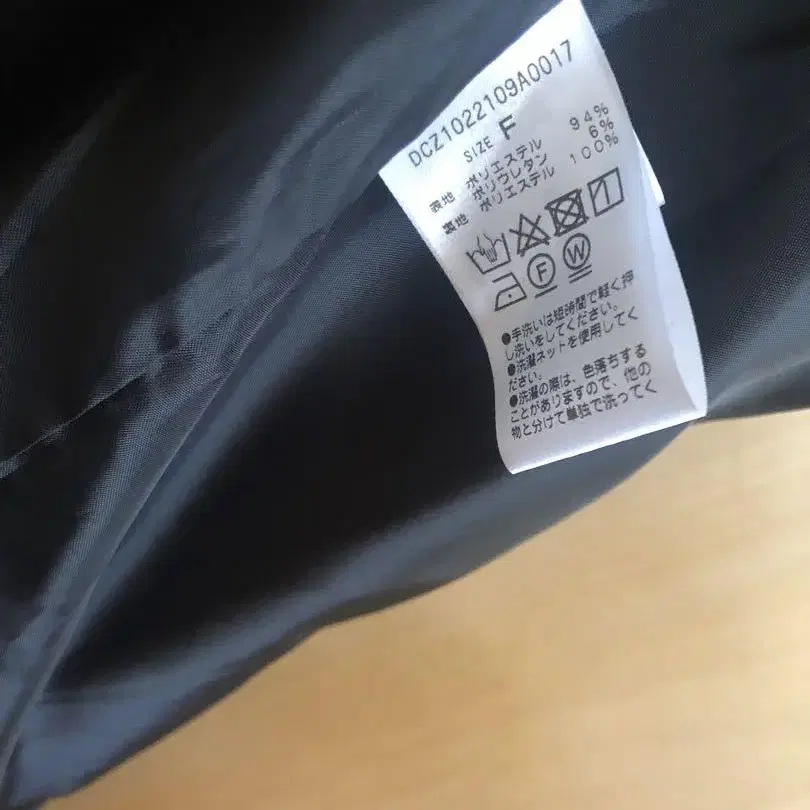 DCZ1022109A0017
SIZE F
表地 ポリエステル 94%
ポリウレタン 6%
裏地 ポリエステル 100%
F W
●手洗いは短時間で軽く押
し洗いをしてください。
●洗濯ネットを使用してく
ださい。
●洗濯の際は、色落ちする
ことがありますので、他の
物と分けて単独で洗ってく